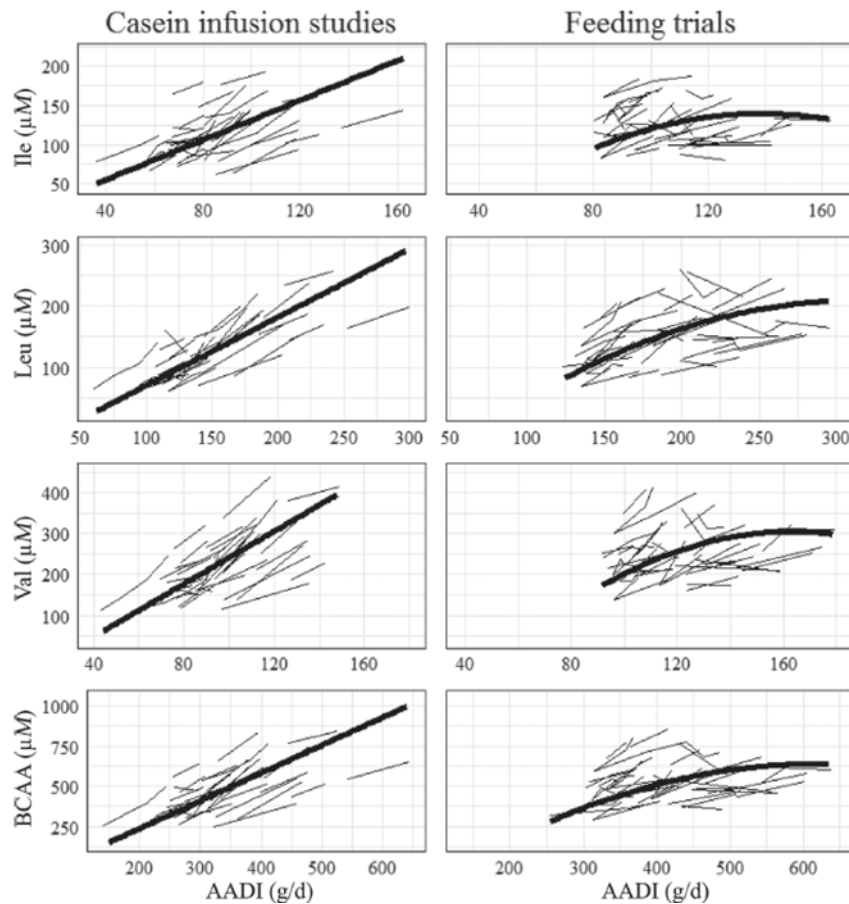 Casein infusion studies Feeding trials
Ile (µM)
200
150
100
50
40 80 120 160 40 80 120 160
Leu (µM)
300
200
100
50 100 150 200 250 300 50 100 150 200 250 300
Val (µM)
400
300
200
100
40 80 120 160 40 80 120 160
BCAA (µM)
1000
750
500
250
200 300 400 500 600 200 300 400 500 600
AADI (g/d) AADI (g/d)